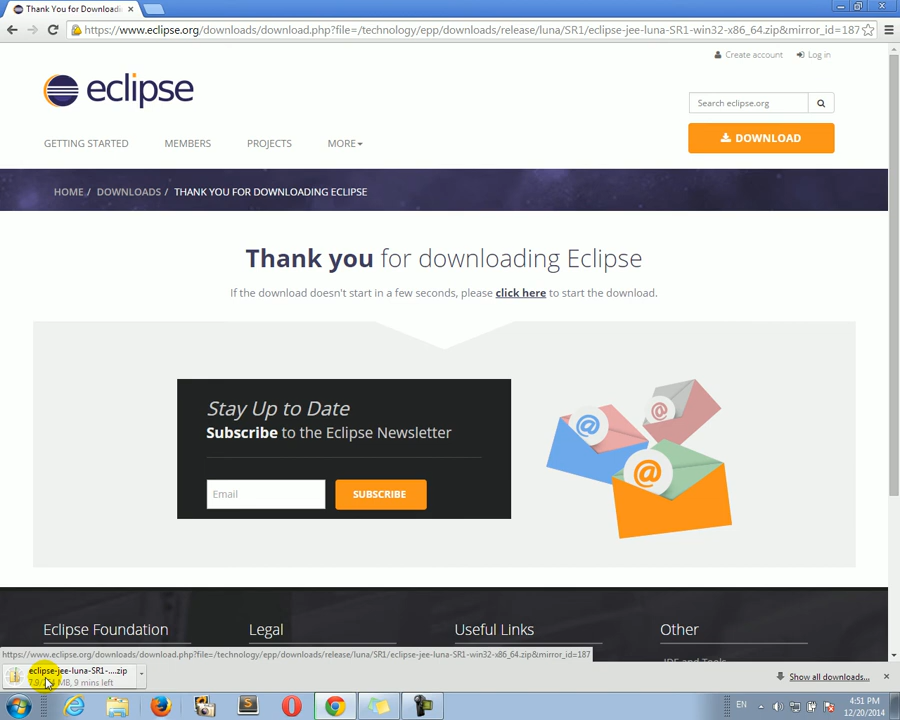 Thank You for Downloadi
https://www.eclipse.org/downloads/download.php?file=/technology/epp/downloads/release/luna/SR1/eclipse-jee-luna-SR1-win32-x86_64.zip&mirror_id=187
Create account
Log in
eclipse
Search eclipse.org
GETTING STARTED
MEMBERS
PROJECTS
MORE
DOWNLOAD
HOME / DOWNLOADS / THANK YOU FOR DOWNLOADING ECLIPSE
Thank you for downloading Eclipse
If the download doesn't start in a few seconds, please click here to start the download.
Stay Up to Date
Subscribe to the Eclipse Newsletter
Email
SUBSCRIBE
@
@
@
Eclipse Foundation
Legal
Useful Links
Other
https://www.eclipse.org/downloads/download.php?file=/technology/epp/downloads/release/luna/SR1/eclipse-jee-luna-SR1-win32-x86_64.zip&mirror_id=187
IDE and Tools
eclipse-jee-luna-SR1-....zip
MB, 9 mins left
Show all downloads...
EN
4:51 PM
12/20/2014